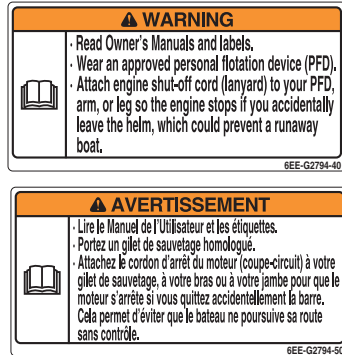 WARNING
· Read Owner's Manuals and labels.
· Wear an approved personal flotation device (PFD).
· Attach engine shut-off cord (lanyard) to your PFD,
arm, or leg so the engine stops if you accidentally
leave the helm, which could prevent a runaway
boat.
6EE-G2794-40
AVERTISSEMENT
· Lire le Manuel de l'Utilisateur et les étiquettes.
· Portez un gilet de sauvetage homologué.
· Attachez le cordon d'arrêt du moteur (coupe-circuit) à votre
gilet de sauvetage, à votre bras ou à votre jambe pour que le
moteur s'arrête si vous quittez accidentellement la barre.
Cela permet d'éviter que le bateau ne poursuive sa route
sans contrôle.
6EE-G2794-50